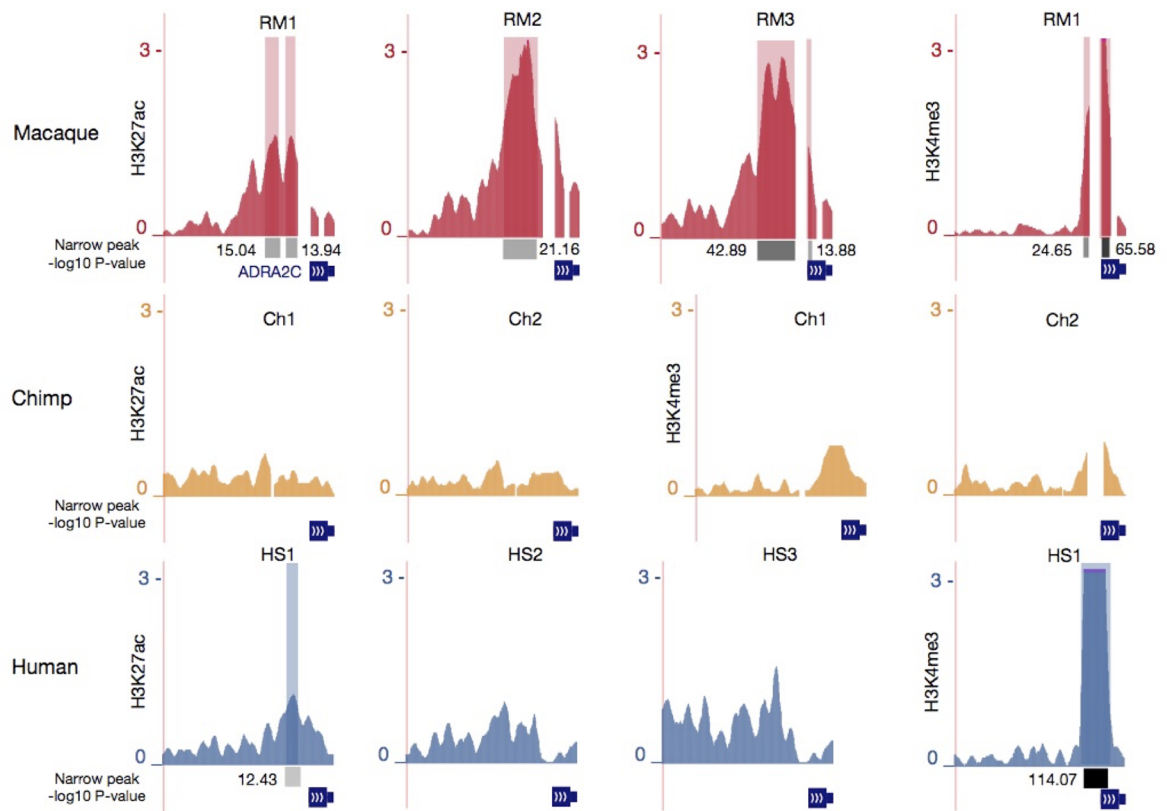 RM1
RM2
RM3
RM1
Macaque
H3K27ac
3 -
0
3 -
0
3 -
0
H3K4me3
3 -
0
Narrow peak
-log10 P-value
15.04
13.94
21.16
42.89
13.88
24.65
65.58
ADRA2C
Ch1
Ch2
Ch1
Ch2
Chimp
H3K27ac
3 -
0
3 -
0
H3K4me3
3 -
0
3 -
0
Narrow peak
-log10 P-value
HS1
HS2
HS3
HS1
Human
H3K27ac
3 -
0
3 -
0
3 -
0
H3K4me3
3 -
0
Narrow peak
-log10 P-value
12.43
114.07